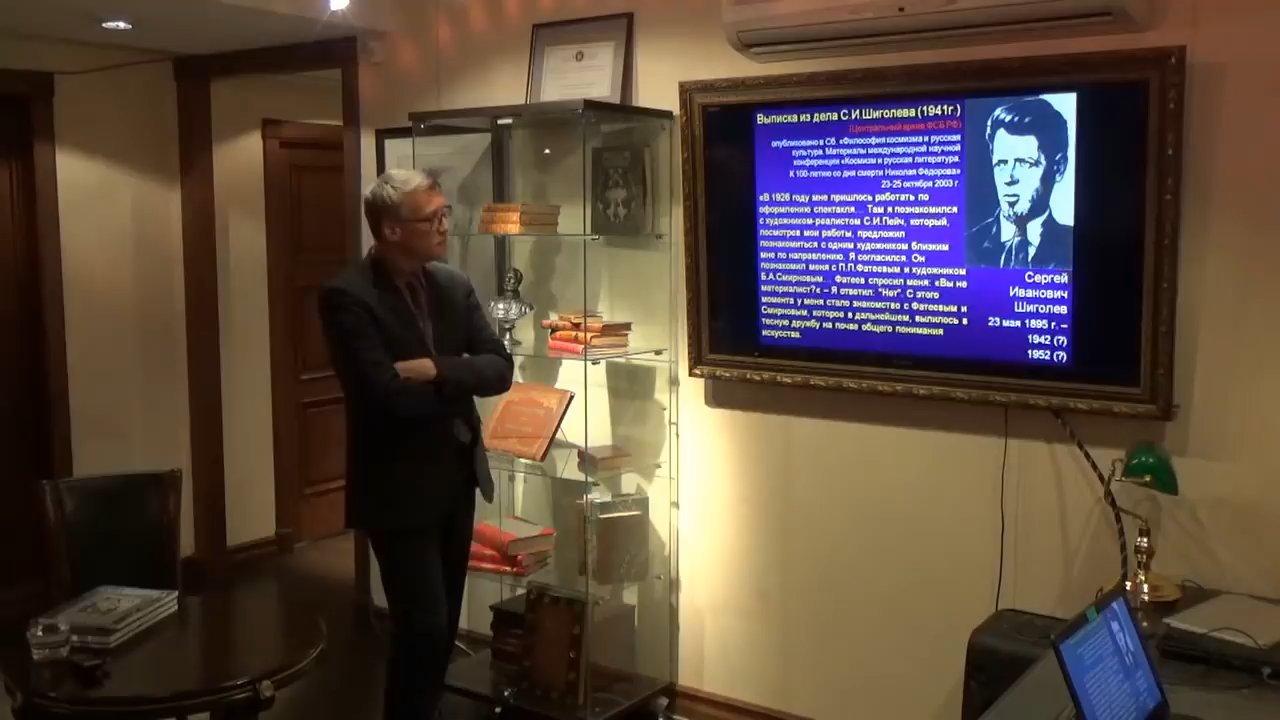 Выписка из дела С.И.Шиголева (1941г.)
(Центральный архив ФСБ РФ)
опубликовано в Сб. «Философия космизма и русская
культура. Материалы международной научной
конференции «Космизм и русская литература.
К 100-летию со дня смерти Николая Фёдорова»
23-25 октября 2003 г
«В 1926 году мне пришлось работать по
оформлению спектакля... Там я познакомился
с художником-реалистом С.И.Пейч, который,
посмотрев мои работы, предложил
познакомиться с одним художником близким
мне по направлению. Я согласился. Он
познакомил меня с П.П.Фатеевым и художником
Б.А.Смирновым... Фатеев спросил меня: «Вы не
материалист?« – Я ответил: "Нет". С этого
момента у меня стало знакомство с Фатеевым и
Смирновым, которое в дальнейшем, вылилось в
тесную дружбу на почве общего понимания
искусства.
Сергей
Иванович
Шиголев
23 мая 1895 г. –
1942 (?)
1952 (?)